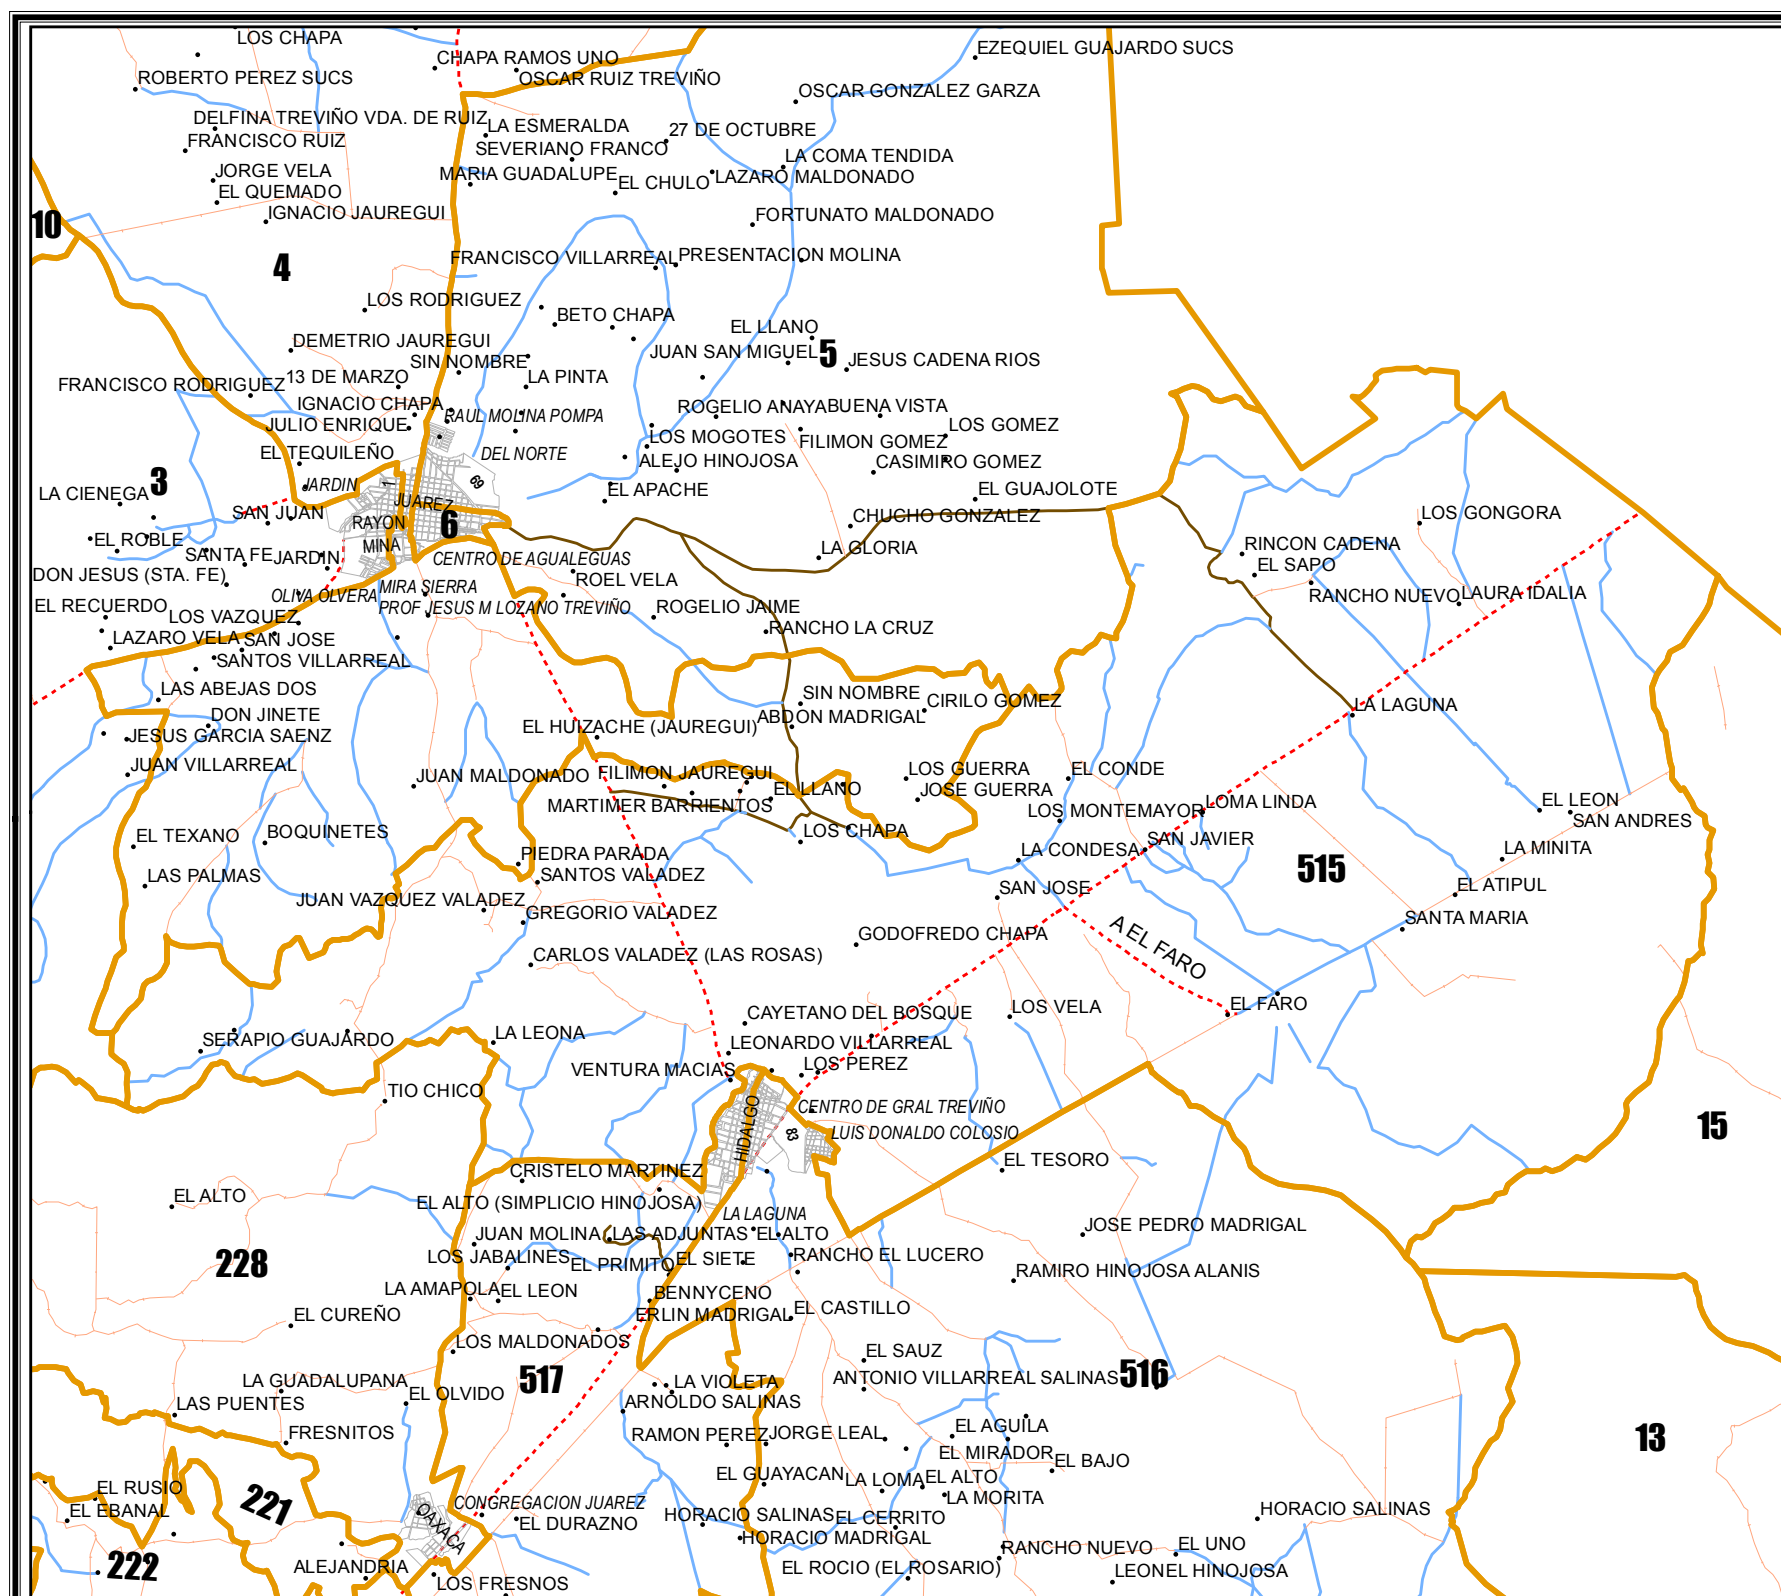 LOS CHAPA
CHAPA RAMOS UNO
EZEQUIEL GUAJARDO SUCS
ROBERTO PEREZ SUCS
OSCAR RUIZ TREVIÑO
OSCAR GONZALEZ GARZA
DELFINA TREVIÑO VDA. DE RUIZ
LA ESMERALDA
27 DE OCTUBRE
FRANCISCO RUIZ
SEVERIANO FRANCO
LA COMA TENDIDA
JORGE VELA
MARIA GUADALUPE
EL CHULO
LAZARO MALDONADO
EL QUEMADO
IGNACIO JAUREGUI
FORTUNATO MALDONADO
10
4
FRANCISCO VILLARREAL
PRESENTACION MOLINA
LOS RODRIGUEZ
BETO CHAPA
EL LLANO
DEMETRIO JAUREGUI
SIN NOMBRE
JUAN SAN MIGUEL
5
JESUS CADENA RIOS
FRANCISCO RODRIGUEZ
13 DE MARZO
LA PINTA
IGNACIO CHAPA
RAUL MOLINA POMPA
ROGELIO ANAYA
BUENA VISTA
JULIO ENRIQUE
LOS MOGOTES
FILIMON GOMEZ
LOS GOMEZ
EL TEQUILEÑO
DEL NORTE
ALEJO HINOJOSA
CASIMIRO GOMEZ
3
JARDIN
1
69
LA CIENEGA
JUAREZ
EL APACHE
EL GUAJOLOTE
SAN JUAN
RAYON
6
CHUCHO GONZALEZ
LOS GONGORA
EL ROBLE
SANTA FE
JARDIN
MINA
CENTRO DE AGUALEGUAS
LA GLORIA
RINCON CADENA
EL SAPO
DON JESUS (STA. FE)
OLIVA OLVERA
MIRA SIERRA
ROEL VELA
RANCHO NUEVO
LAURA IDALIA
EL RECUERDO
LOS VAZQUEZ
PROF JESUS M LOZANO TREVIÑO
ROGELIO JAIME
LAZARO VELA
SAN JOSE
RANCHO LA CRUZ
SANTOS VILLARREAL
LAS ABEJAS DOS
SIN NOMBRE
CIRILO GOMEZ
LA LAGUNA
DON JINETE
EL HUIZACHE (JAUREGUI)
ABDON MADRIGAL
JESUS GARCIA SAENZ
JUAN VILLARREAL
JUAN MALDONADO
FILIMON JAUREGUI
EL LLANO
LOS GUERRA
EL CONDE
JOSE GUERRA
MARTIMER BARRIENTOS
LOS MONTEMAYOR
LOMA LINDA
EL LEON
SAN ANDRES
EL TEXANO
BOQUINETES
LOS CHAPA
SAN JAVIER
PIEDRA PARADA
LA CONDESA
515
LA MINITA
LAS PALMAS
SANTOS VALADEZ
SAN JOSE
EL ATIPUL
JUAN VAZQUEZ VALADEZ
GREGORIO VALADEZ
SANTA MARIA
GODOFREDO CHAPA
A EL FARO
CARLOS VALADEZ (LAS ROSAS)
EL FARO
LOS VELA
CAYETANO DEL BOSQUE
SERAPIO GUAJARDO
LA LEONA
LEONARDO VILLARREAL
VENTURA MACIAS
LOS PEREZ
TIO CHICO
CENTRO DE GRAL TREVIÑO
HIDALGO
83
LUIS DONALDO COLOSIO
15
CRISTELO MARTINEZ
EL TESORO
EL ALTO
EL ALTO (SIMPLICIO HINOJOSA)
LA LAGUNA
JUAN MOLINA
LAS ADJUNTAS
EL ALTO
JOSE PEDRO MADRIGAL
228
LOS JABALINES
EL PRIMITO
EL SIETE
RANCHO EL LUCERO
RAMIRO HINOJOSA ALANIS
LA AMAPOLA
EL LEON
BENNYCENO
EL CUREÑO
ERLIN MADRIGAL
EL CASTILLO
LOS MALDONADOS
EL SAUZ
517
LA GUADALUPANA
EL OLVIDO
LA VIOLETA
ANTONIO VILLARREAL SALINAS
516
LAS PUENTES
ARNOLDO SALINAS
FRESNITOS
RAMON PEREZ
JORGE LEAL
EL AGUILA
13
EL MIRADOR
EL BAJO
EL RUSIO
EL GUAYACAN
LA LOMA
EL ALTO
EL EBANAL
221
CONGREGACION JUAREZ
LA MORITA
HORACIO SALINAS
OAXACA
EL DURAZNO
HORACIO SALINAS
EL CERRITO
HORACIO MADRIGAL
RANCHO NUEVO
EL UNO
222
ALEJANDRIA
LOS FRESNOS
EL ROCIO (EL ROSARIO)
LEONEL HINOJOSA